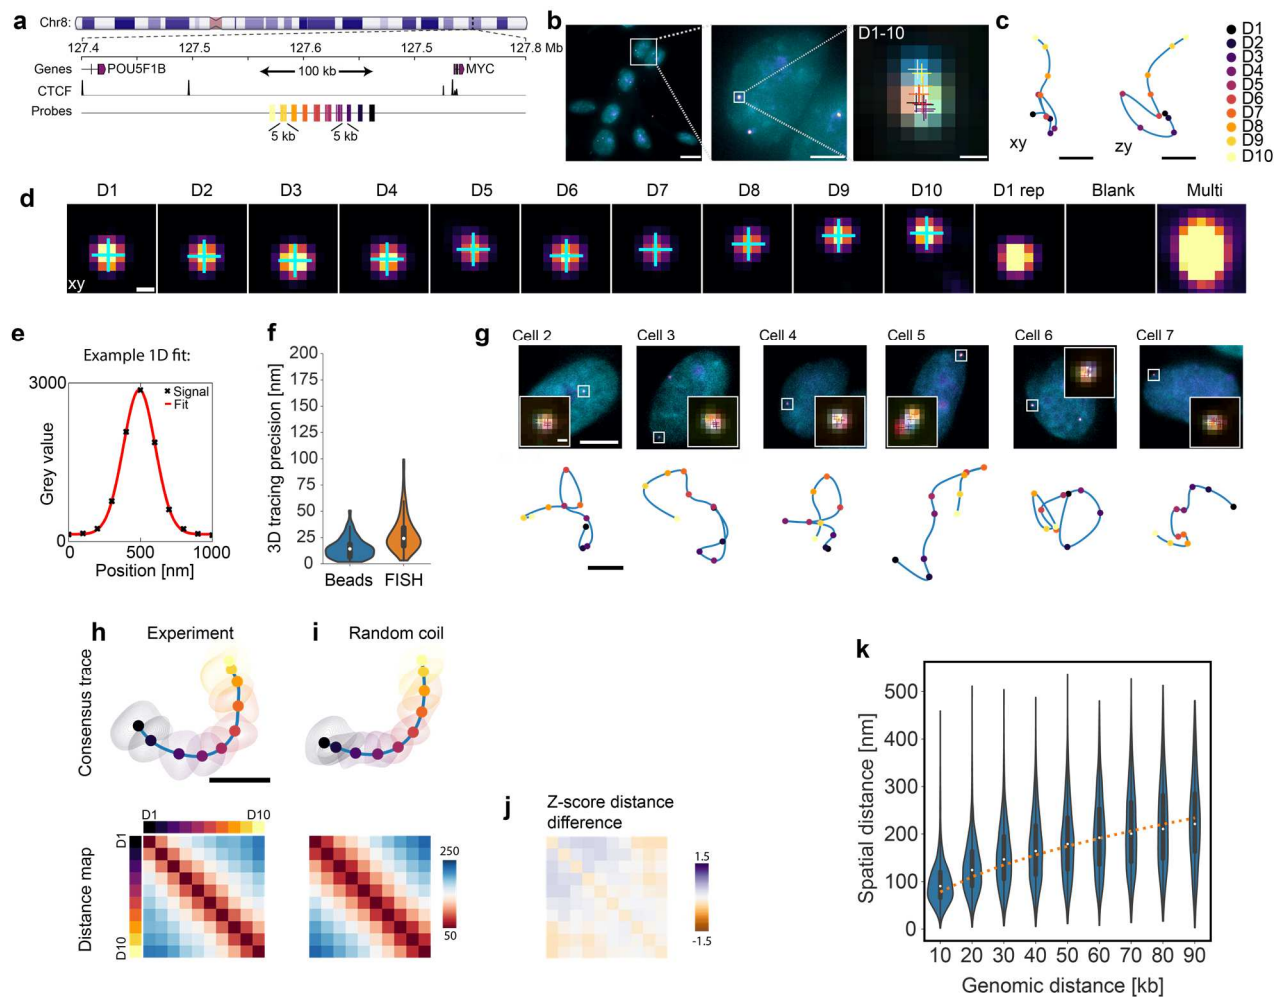 a
Chr8:
127.4 127.5 127.6 127.5 127.8 Mb
Genes POU5F1B 100 kb MYC
CTCF
Probes
5 kb 5 kb
b
D1-10
c
xy zy
D1
D2
D3
D4
D5
D6
D7
D8
D9
D10
d
D1 D2 D3 D4 D5 D6 D7 D8 D9 D10 D1 rep Blank Multi
xy
e
Example 1D fit:
3000
Signal
Fit
Grey value
0
0 500 1000
Position [nm]
f
200
175
150
125
100
75
50
25
0
3D tracing precision [nm]
Beads FISH
g
Cell 2 Cell 3 Cell 4 Cell 5 Cell 6 Cell 7
h Experiment
i Random coil
Consensus trace
D1 D10
D1
D10
Distance map
250
50
j
Z-score distance
difference
1.5
-1.5
k
500
400
300
200
100
0
Spatial distance [nm]
10 20 30 40 50 60 70 80 90
Genomic distance [kb]